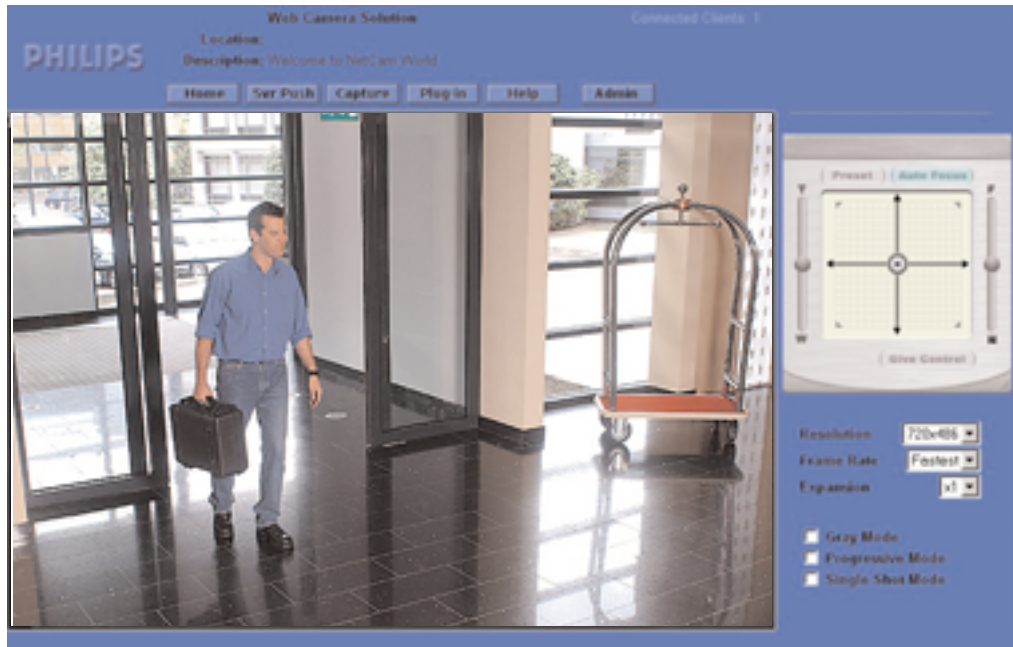 Web Camera Solution
Connected Clients: 1
PHILIPS
Location:
Description: Welcome to NetCam World
Home
Svr Push
Capture
Plug-in
Help
Admin
Preset
Auto Focus
T
F
W
N
Give Control
Resolution 720x486
Frame Rate Fastest
Expansion x1
Gray Mode
Progressive Mode
Single Shot Mode